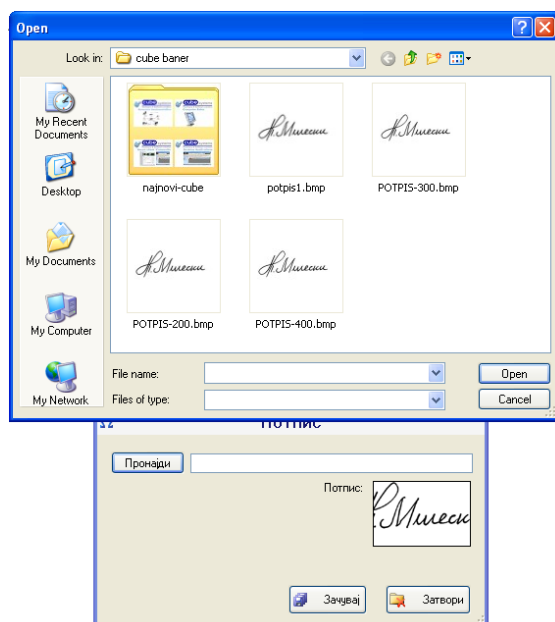 Open
Look in: cube baner
My Recent Documents
Desktop
My Documents
My Computer
My Network
najnovi-cube
potpis1.bmp
POTPIS-300.bmp
POTPIS-200.bmp
POTPIS-400.bmp
File name:
Open
Files of type:
Cancel
Потпис
Пронајди
Потпис:
Зачувај
Затвори